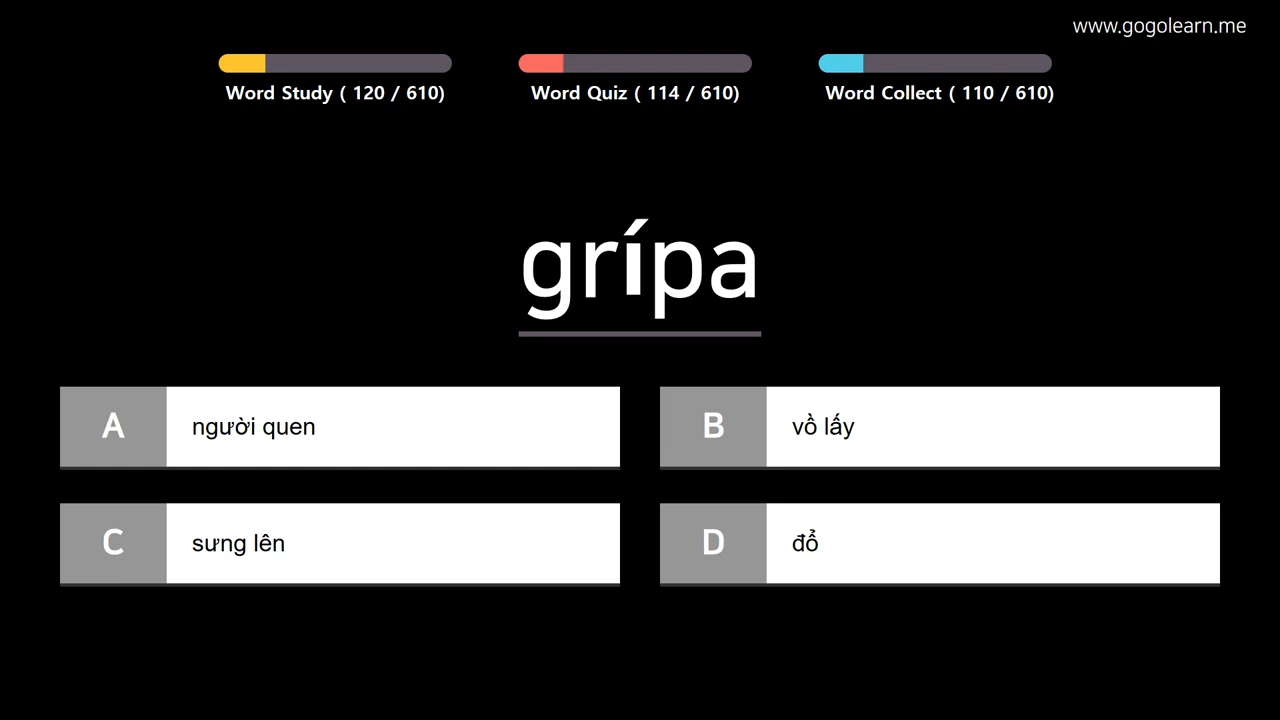 www.gogolearn.me
Word Study ( 120 / 610)
Word Quiz ( 114 / 610)
Word Collect ( 110 / 610)
grípa
A người quen
B vồ lấy
C sưng lên
D đổ